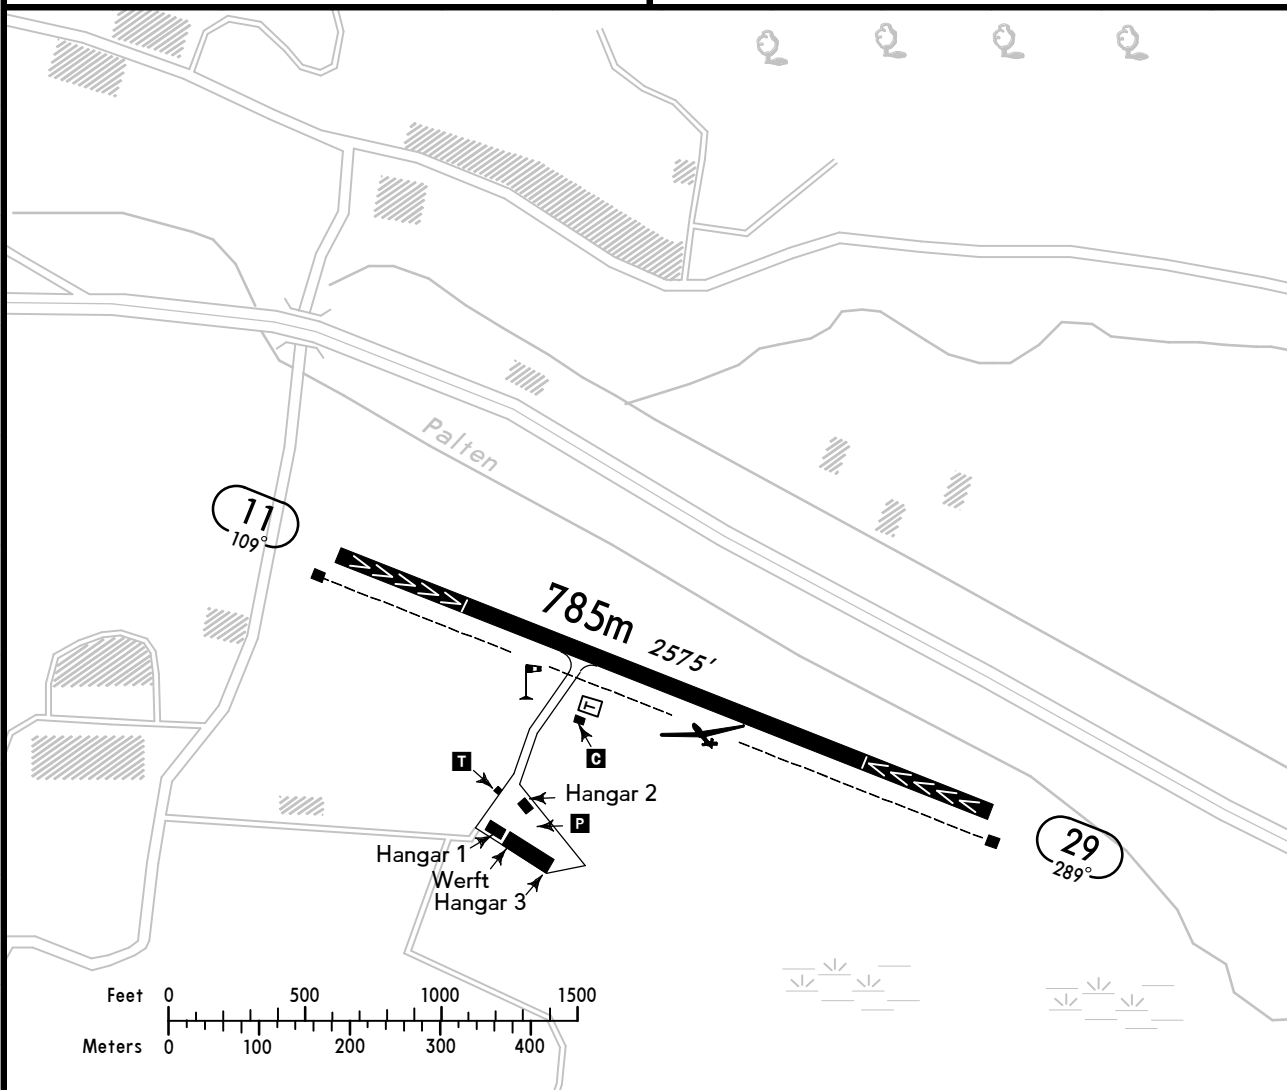 Palten
11
109°
785m 2575'
T
C
T
Hangar 2
P
Hangar 1
Werft
Hangar 3
29
289°
Feet 0 500 1000 1500
Meters 0 100 200 300 400